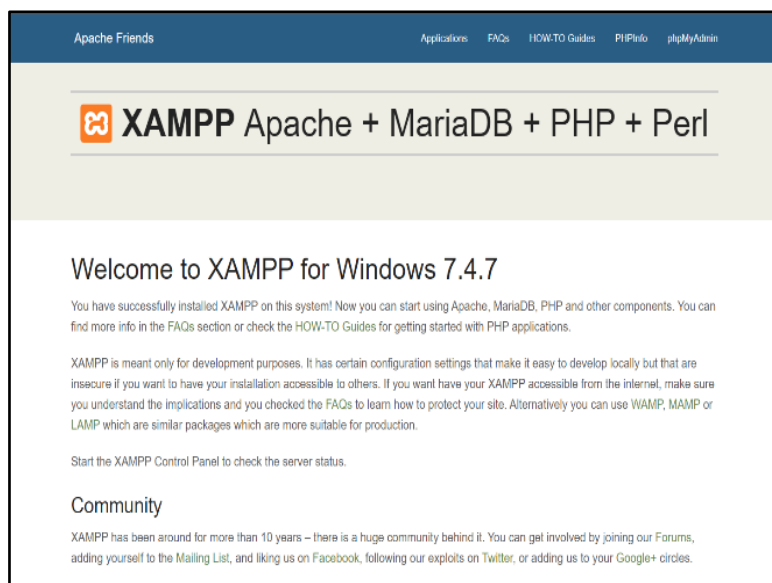 Apache Friends
Applications FAQs HOW-TO Guides PHPInfo phpMyAdmin
XAMPP Apache + MariaDB + PHP + Perl
Welcome to XAMPP for Windows 7.4.7
You have successfully installed XAMPP on this system! Now you can start using Apache, MariaDB, PHP and other components. You can
find more info in the FAQs section or check the HOW-TO Guides for getting started with PHP applications.
XAMPP is meant only for development purposes. It has certain configuration settings that make it easy to develop locally but that are
insecure if you want to have your installation accessible to others. If you want have your XAMPP accessible from the internet, make sure
you understand the implications and you checked the FAQs to learn how to protect your site. Alternatively you can use WAMP, MAMP or
LAMP which are similar packages which are more suitable for production.
Start the XAMPP Control Panel to check the server status.
Community
XAMPP has been around for more than 10 years – there is a huge community behind it. You can get involved by joining our Forums,
adding yourself to the Mailing List, and liking us on Facebook, following our exploits on Twitter, or adding us to your Google+ circles.